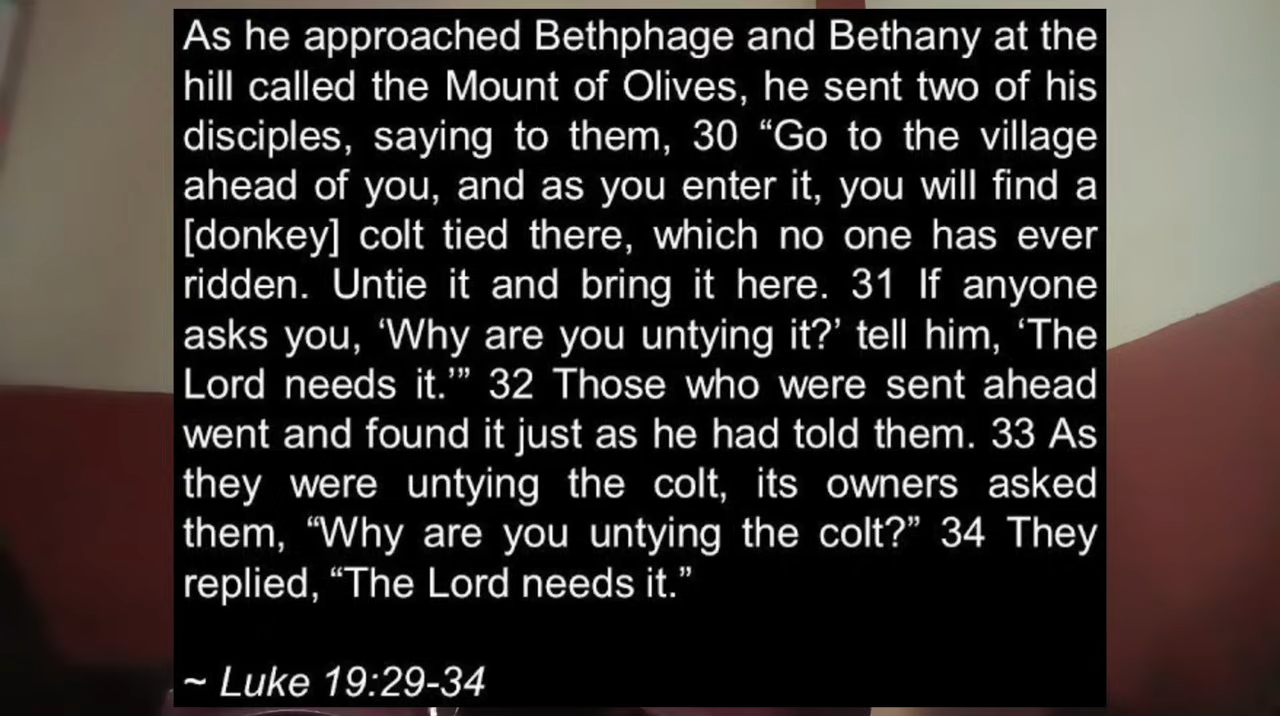 As he approached Bethphage and Bethany at the
hill called the Mount of Olives, he sent two of his
disciples, saying to them, 30 “Go to the village
ahead of you, and as you enter it, you will find a
[donkey] colt tied there, which no one has ever
ridden. Untie it and bring it here. 31 If anyone
asks you, ‘Why are you untying it?’ tell him, ‘The
Lord needs it.’” 32 Those who were sent ahead
went and found it just as he had told them. 33 As
they were untying the colt, its owners asked
them, “Why are you untying the colt?” 34 They
replied, “The Lord needs it.”
~ Luke 19:29-34